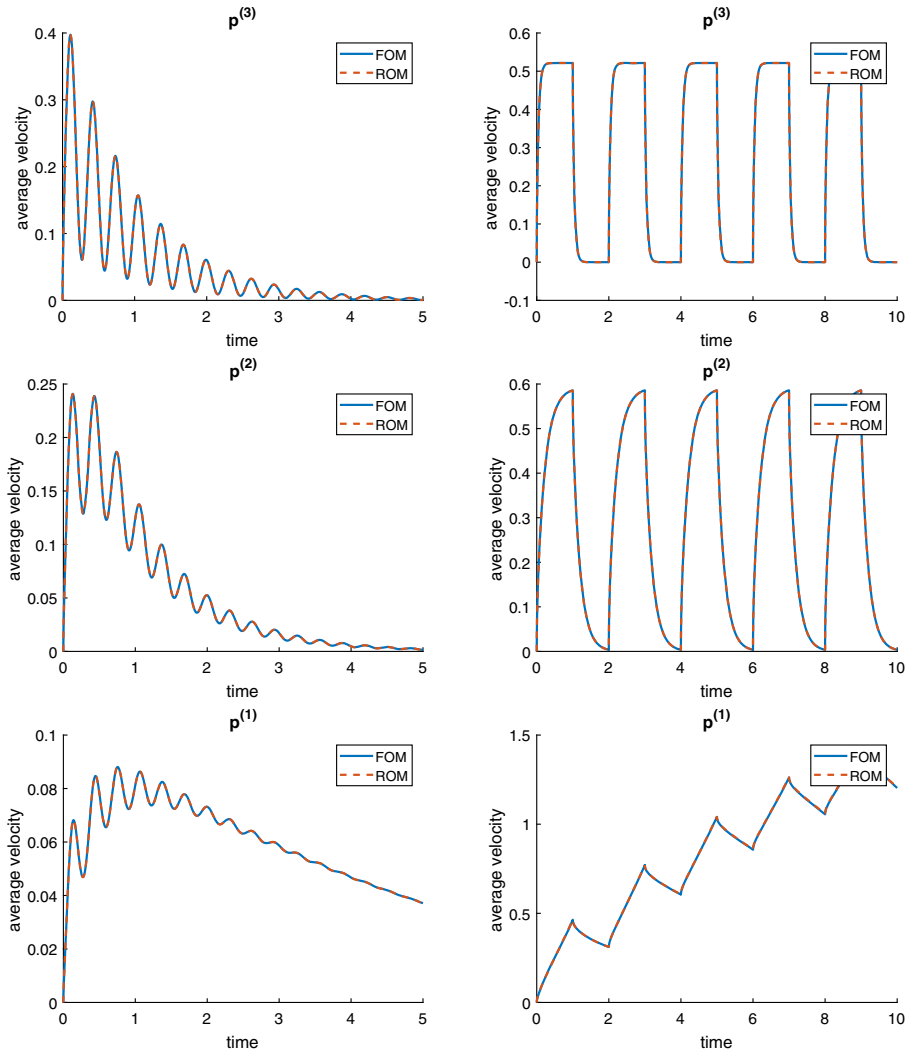 p(3)
FOM
ROM
average velocity
0.4
0.3
0.2
0.1
0
0 1 2 3 4 5
time
p(3)
FOM
ROM
average velocity
0.6
0.5
0.4
0.3
0.2
0.1
0
-0.1
0 2 4 6 8 10
time
p(2)
FOM
ROM
average velocity
0.25
0.20
0.15
0.10
0.05
0
0 1 2 3 4 5
time
p(2)
FOM
ROM
average velocity
0.6
0.5
0.4
0.3
0.2
0.1
0
0 2 4 6 8 10
time
p(1)
FOM
ROM
average velocity
0.1
0.08
0.06
0.04
0.02
0
0 1 2 3 4 5
time
p(1)
FOM
ROM
average velocity
1.5
1
0.5
0
0 2 4 6 8 10
time